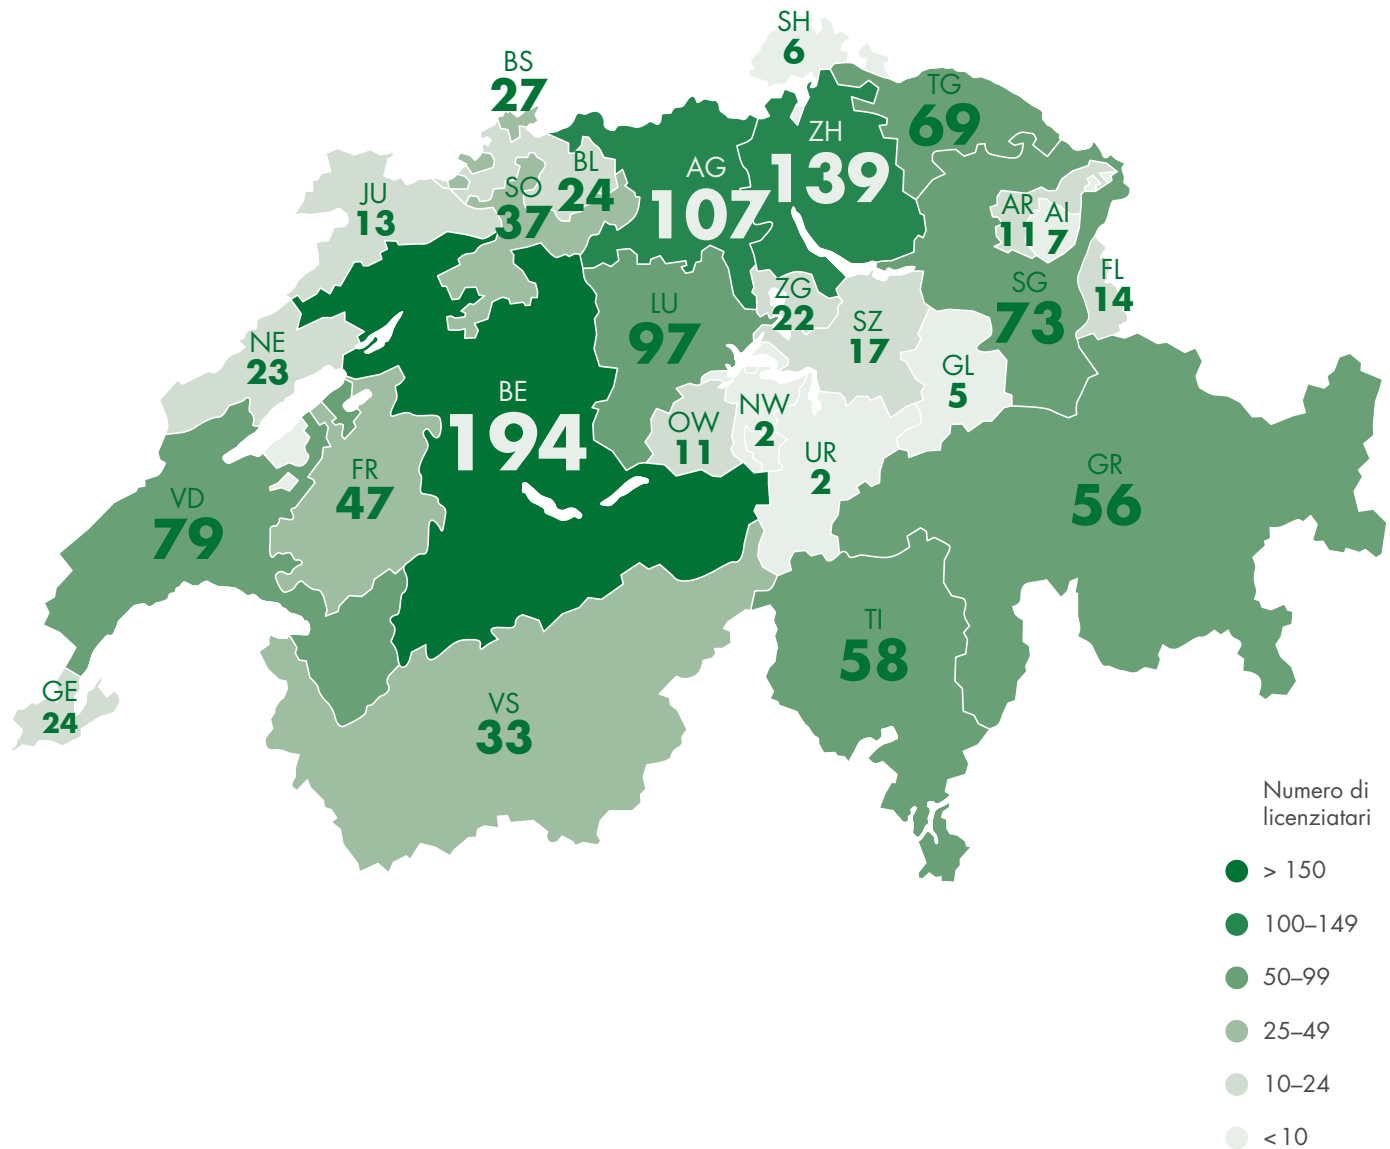 SH
6
BS
27
TG
69
ZH
139
AG
107
BL
24
SO
37
JU
13
AR
11
AI
7
FL
14
SG
73
ZG
22
LU
97
SZ
17
NE
23
GL
5
BE
194
NW
2
OW
11
UR
2
FR
47
GR
56
VD
79
TI
58
GE
24
VS
33
Numero di
licenziatari
> 150
100–149
50–99
25–49
10–24
< 10